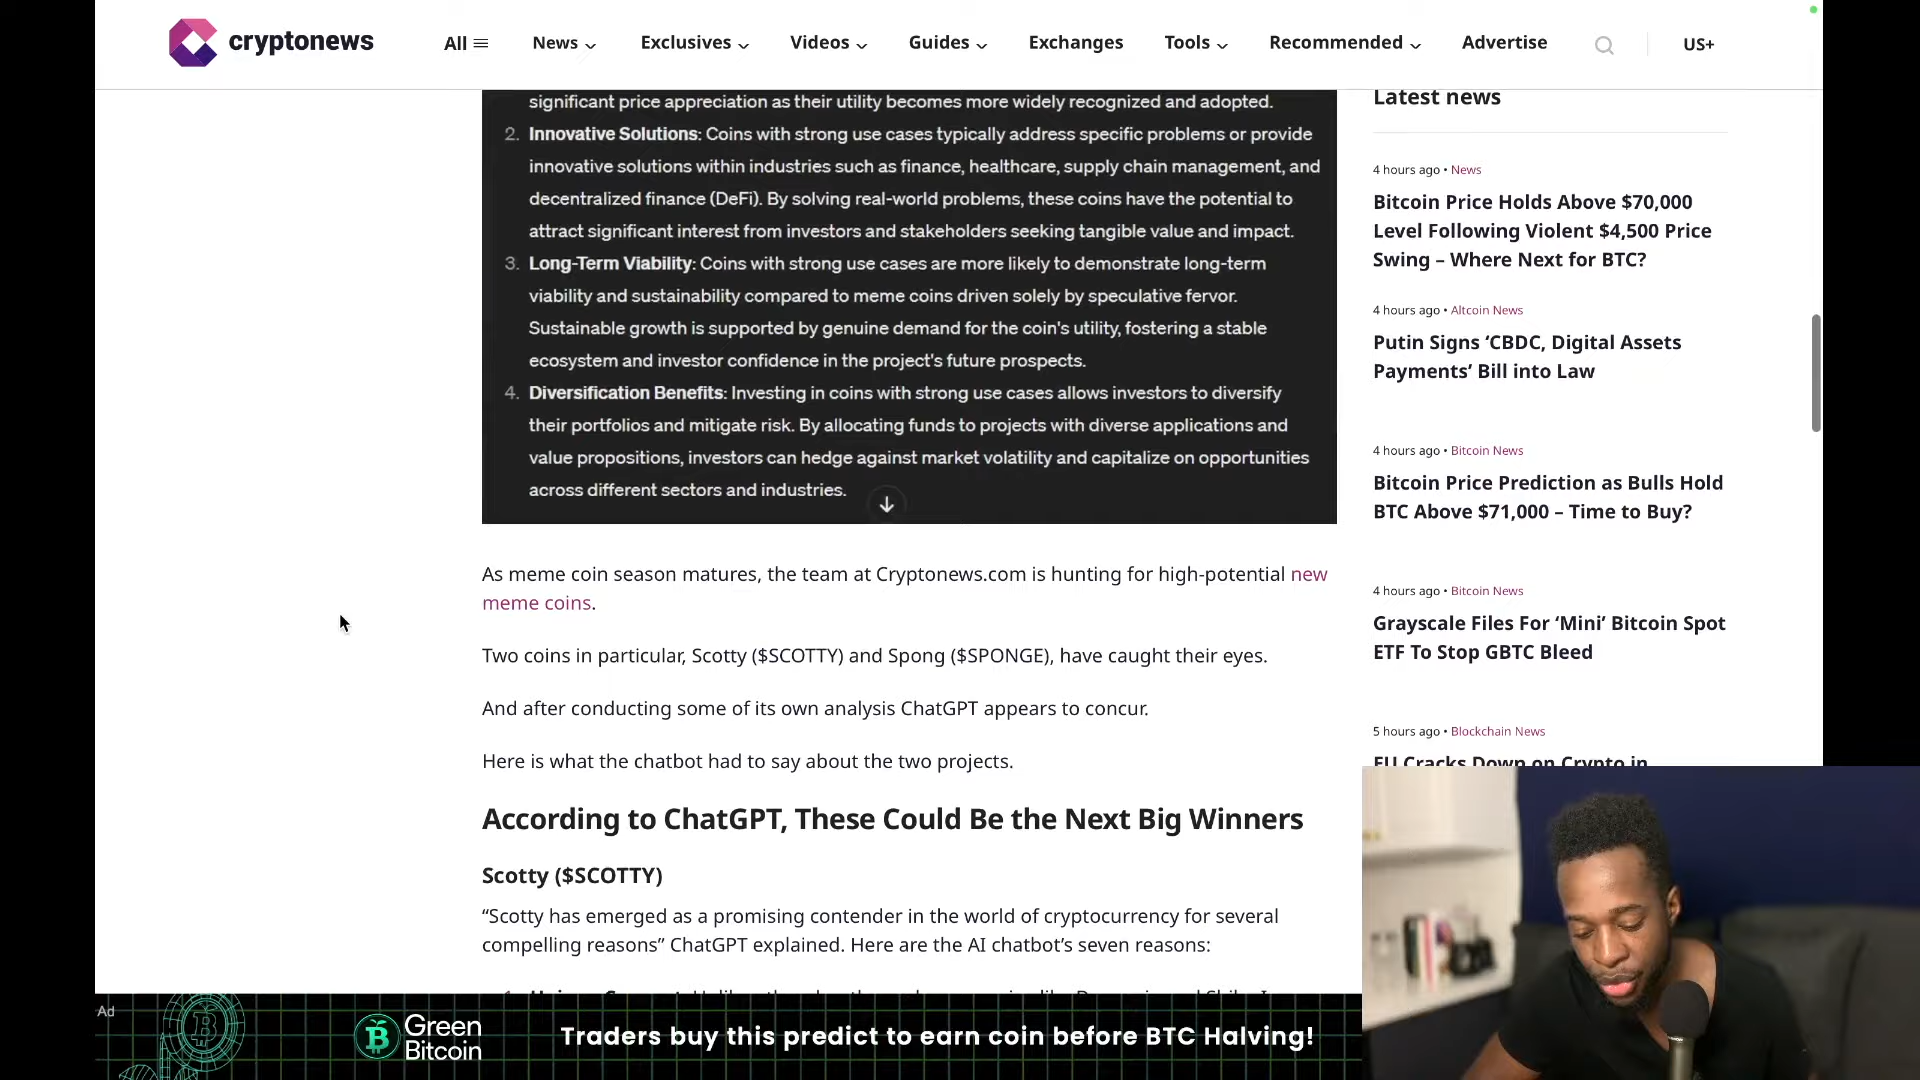 cryptonews
All
News
Exclusives
Videos
Guides
Exchanges
Tools
Recommended
Advertise
US+
significant price appreciation as their utility becomes more widely recognized and adopted.
2. Innovative Solutions: Coins with strong use cases typically address specific problems or provide
innovative solutions within industries such as finance, healthcare, supply chain management, and
decentralized finance (DeFi). By solving real-world problems, these coins have the potential to
attract significant interest from investors and stakeholders seeking tangible value and impact.
3. Long-Term Viability: Coins with strong use cases are more likely to demonstrate long-term
viability and sustainability compared to meme coins driven solely by speculative fervor.
Sustainable growth is supported by genuine demand for the coin's utility, fostering a stable
ecosystem and investor confidence in the project's future prospects.
4. Diversification Benefits: Investing in coins with strong use cases allows investors to diversify
their portfolios and mitigate risk. By allocating funds to projects with diverse applications and
value propositions, investors can hedge against market volatility and capitalize on opportunities
across different sectors and industries.
As meme coin season matures, the team at Cryptonews.com is hunting for high-potential new
meme coins.
Two coins in particular, Scotty ($SCOTTY) and Spong ($SPONGE), have caught their eyes.
And after conducting some of its own analysis ChatGPT appears to concur.
Here is what the chatbot had to say about the two projects.
According to ChatGPT, These Could Be the Next Big Winners
Scotty ($SCOTTY)
“Scotty has emerged as a promising contender in the world of cryptocurrency for several
compelling reasons” ChatGPT explained. Here are the AI chatbot’s seven reasons:
Latest news
4 hours ago • News
Bitcoin Price Holds Above $70,000
Level Following Violent $4,500 Price
Swing – Where Next for BTC?
4 hours ago • Altcoin News
Putin Signs ‘CBDC, Digital Assets
Payments’ Bill into Law
4 hours ago • Bitcoin News
Bitcoin Price Prediction as Bulls Hold
BTC Above $71,000 – Time to Buy?
4 hours ago • Bitcoin News
Grayscale Files For ‘Mini’ Bitcoin Spot
ETF To Stop GBTC Bleed
5 hours ago • Blockchain News
EU Cracks Down on Crypto in
Ad
Green
Bitcoin
Traders buy this predict to earn coin before BTC Halving!